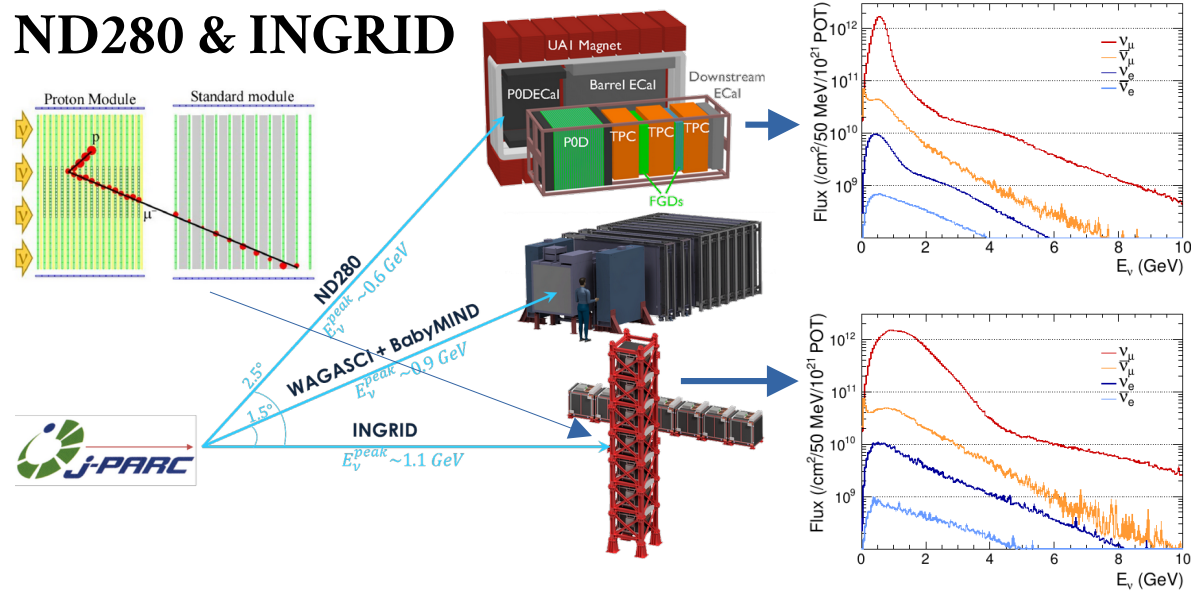 ND280 & INGRID
Proton Module
Standard module
ν
ν
ν
ν
p
μ⁻
UA1 Magnet
P0DECal
Barrel ECal
Downstream
ECal
P0D
TPC
TPC
TPC
FGDs
ND280
E_ν^peak ~0.6 GeV
WAGASCI + BabyMIND
E_ν^peak ~0.9 GeV
INGRID
E_ν^peak ~1.1 GeV
2.5°
1.5°
j-PARC
Flux (/cm²/50 MeV/10²¹ POT)
10¹²
10¹¹
10¹⁰
10⁹
ν_μ
ν̅_μ
ν_e
ν̅_e
0 2 4 6 8 10
E_ν (GeV)
Flux (/cm²/50 MeV/10²¹ POT)
10¹²
10¹¹
10¹⁰
10⁹
ν_μ
ν̅_μ
ν_e
ν̅_e
0 2 4 6 8 10
E_ν (GeV)